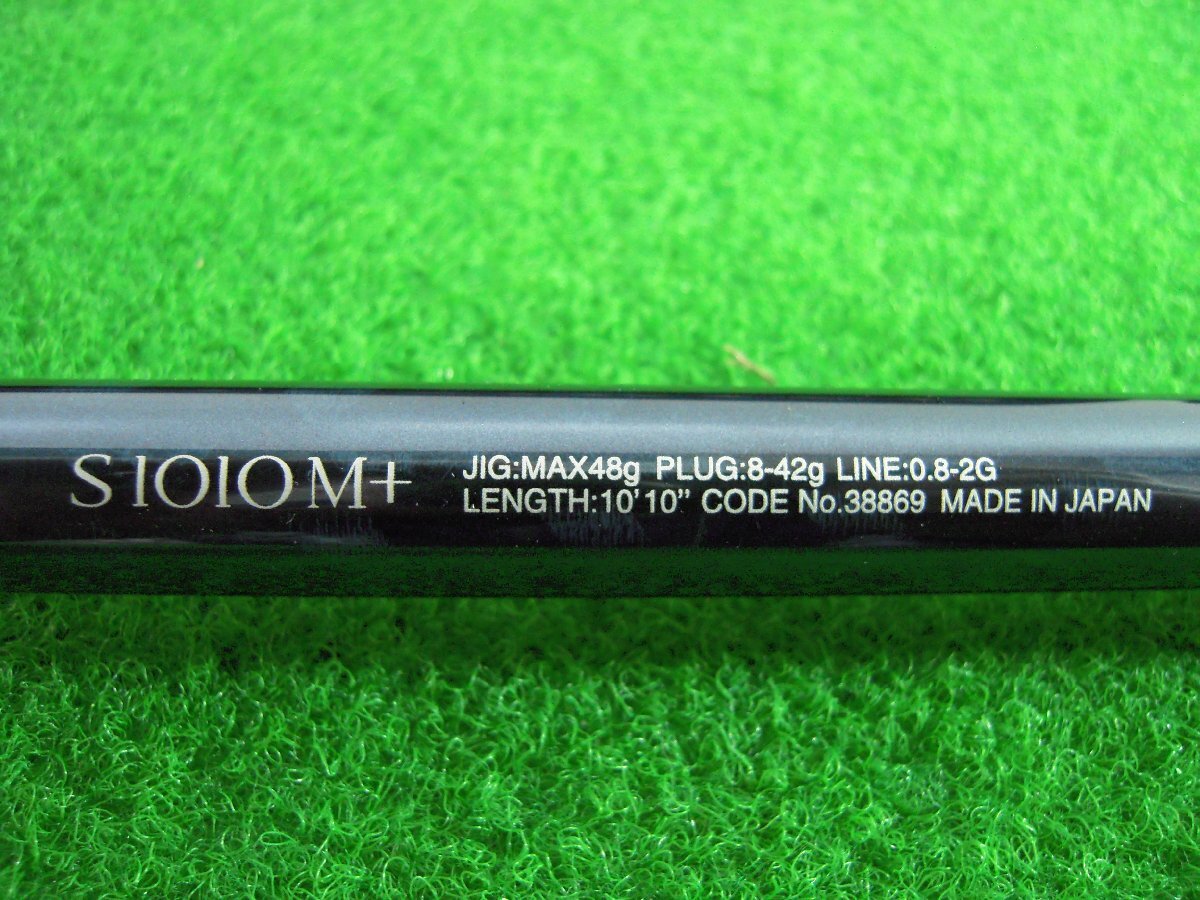 S1010M+
JIG:MAX48g PLUG:8-42g LINE:0.8-2G
LENGTH:10'10" CODE No.38869 MADE IN JAPAN